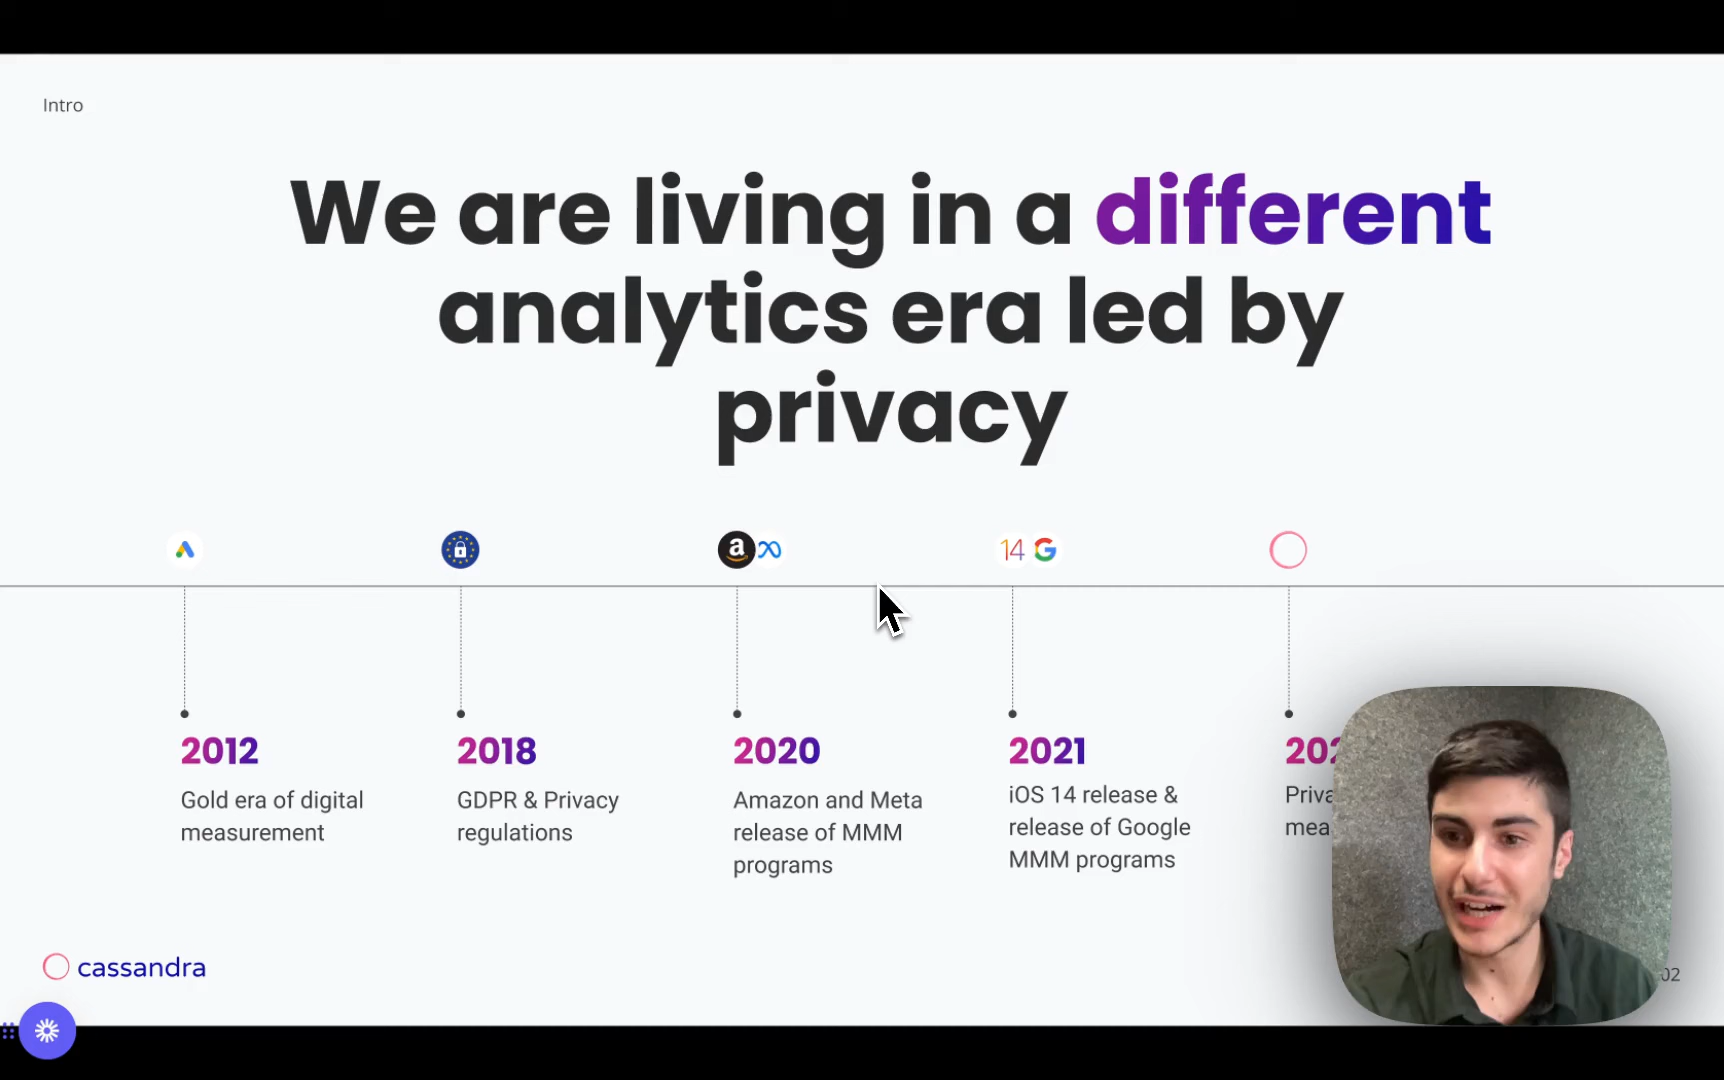 Intro
We are living in a different
analytics era led by
privacy
14
2012
Gold era of digital
measurement
2018
GDPR & Privacy
regulations
2020
Amazon and Meta
release of MMM
programs
2021
iOS 14 release &
release of Google
MMM programs
cassandra
02